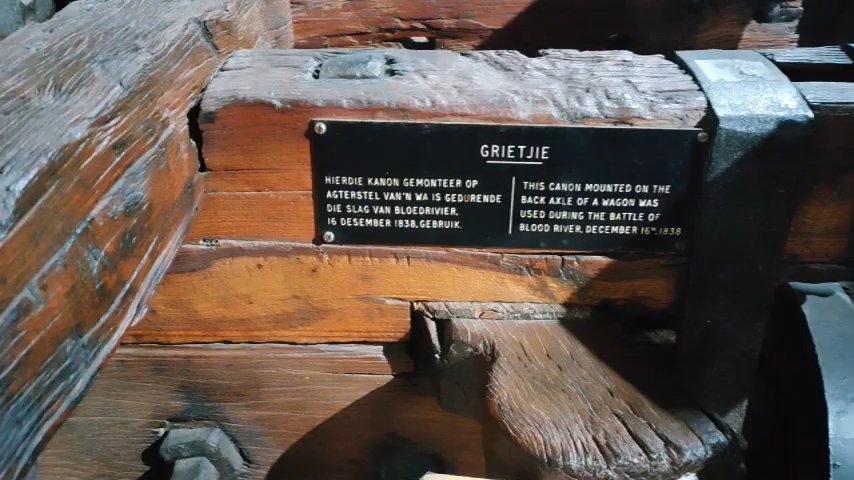 GRIETJIE
HIERDIE KANON GEMONTEER OP
AGTERSTEL VAN'N WA IS GEDURENDE
DIE SLAG VAN BLOEDRIVIER,
16 DESEMBER 1838, GEBRUIK.
THIS CANON MOUNTED ON THE
BACK AXLE OF A WAGON WAS
USED DURING THE BATTLE OF
BLOOD RIVER, DECEMBER 16TH, 1838